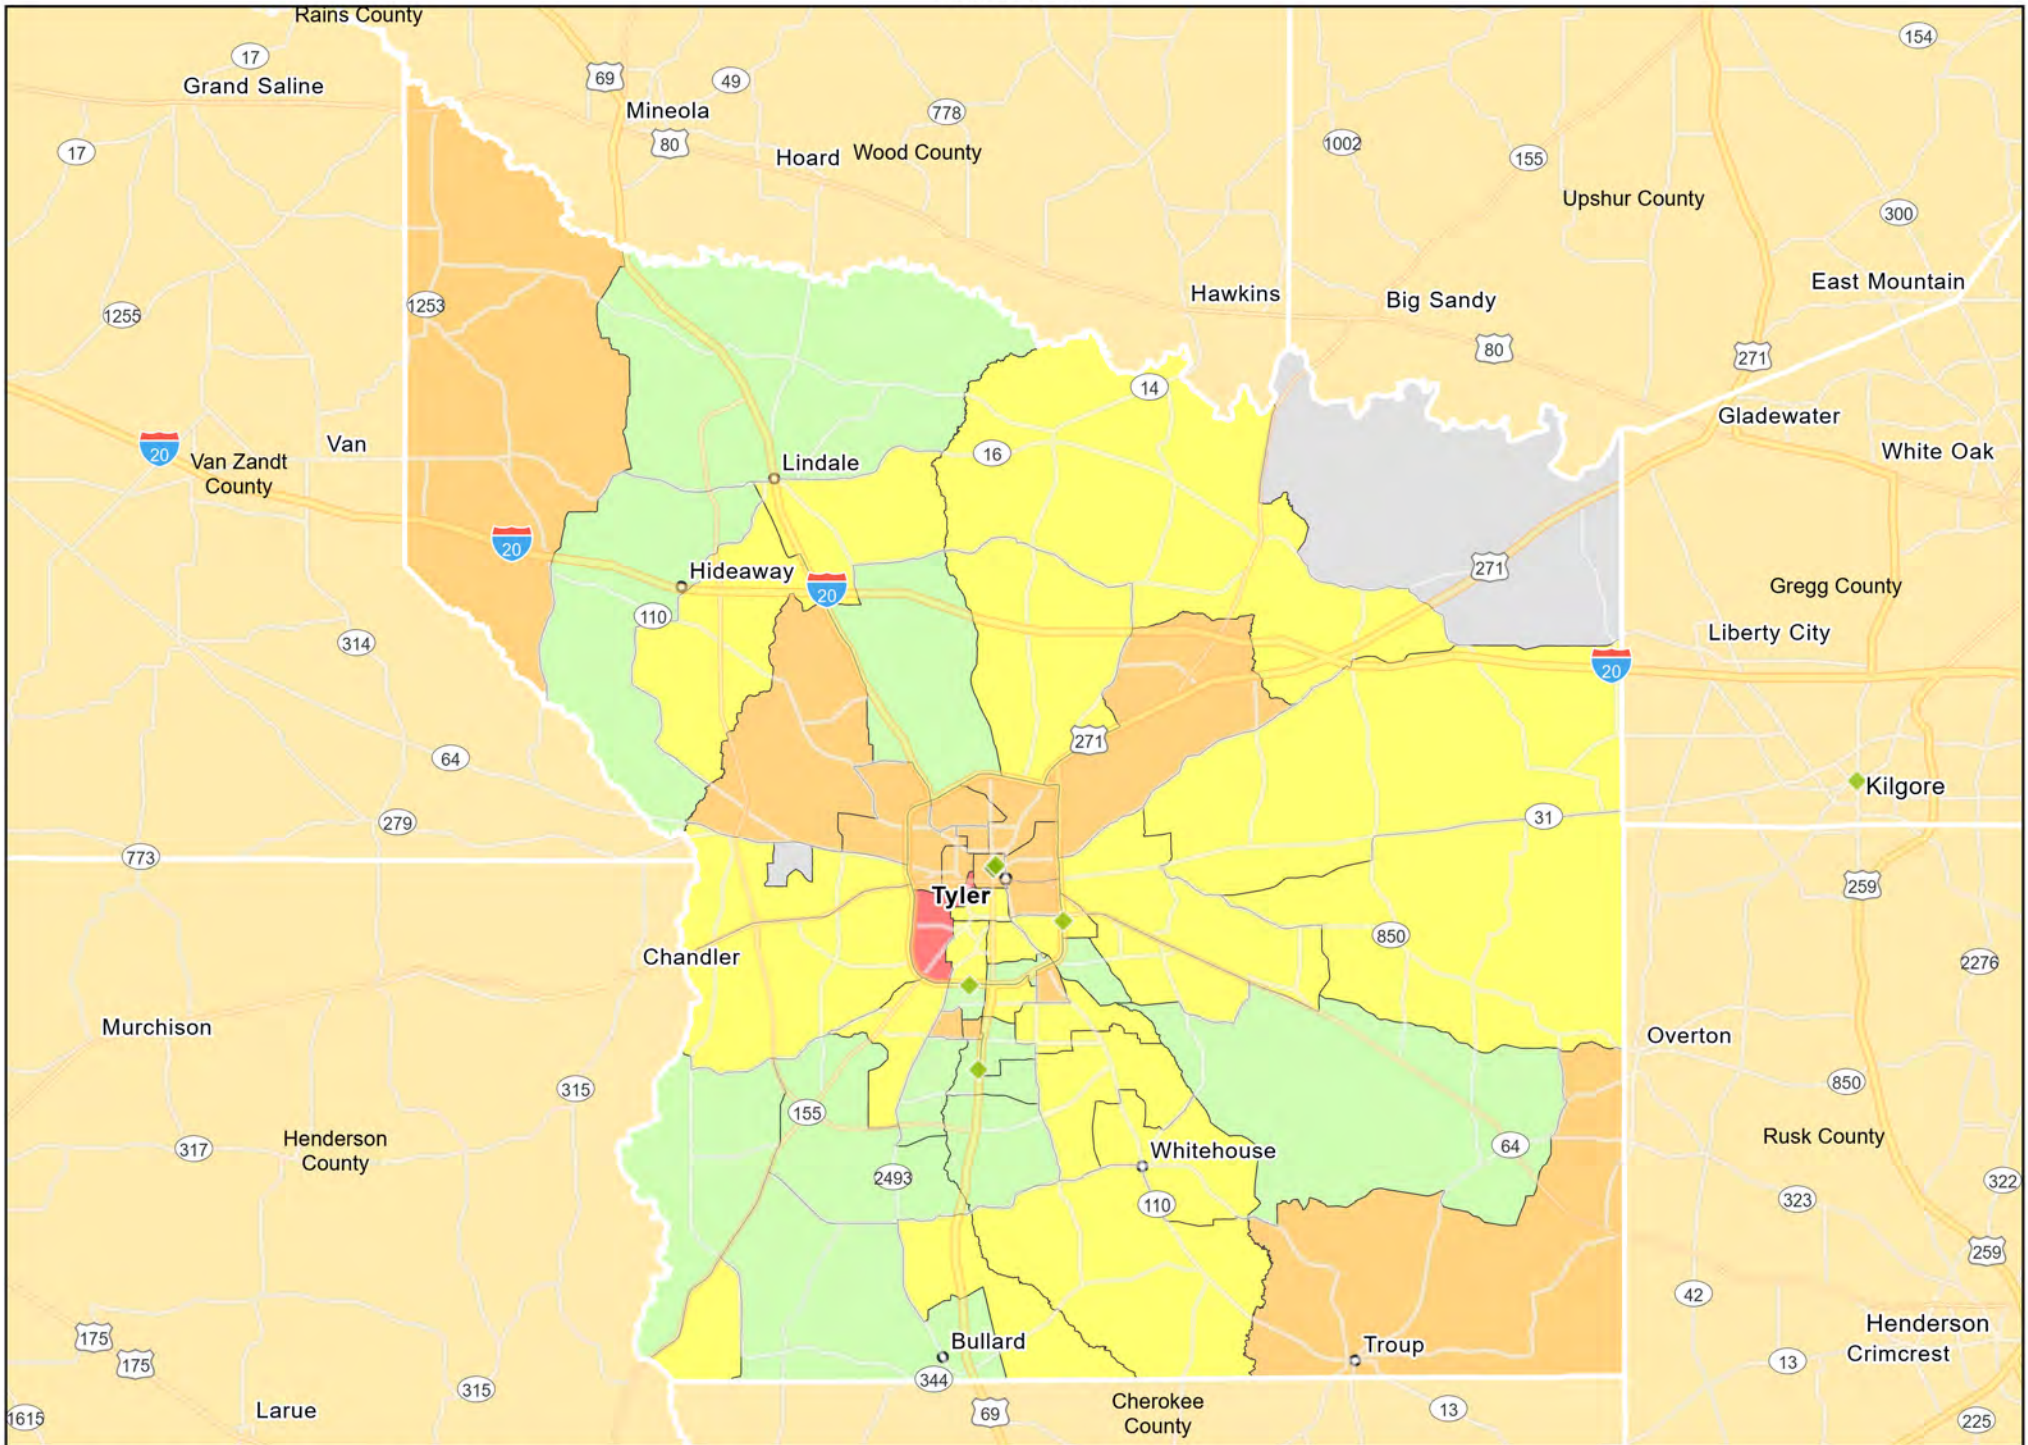 Rains County
17
Grand Saline
69
49
Mineola
80
778
Hoard
Wood County
154
17
1002
155
Upshur County
300
1255
1253
Hawkins
Big Sandy
East Mountain
80
271
14
Gladewater
20
Van
Van Zandt
County
Lindale
16
White Oak
20
Hideaway
20
271
Gregg County
110
314
Liberty City
20
64
271
Kilgore
279
31
773
Tyler
259
Chandler
850
2276
Murchison
Overton
315
850
155
Henderson
County
317
Whitehouse
64
Rusk County
2493
110
323
322
259
42
175
175
Bullard
Troup
Henderson
Crimcrest
13
344
315
Larue
69
Cherokee
County
13
1615
225